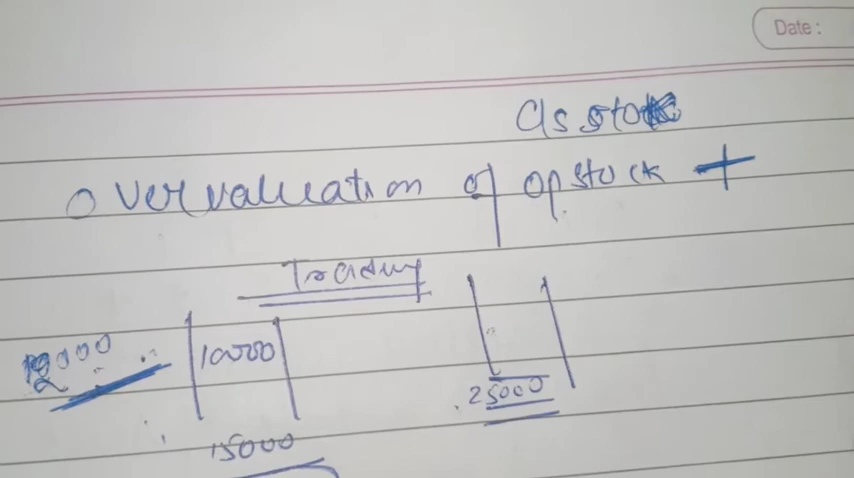 Date :
Cls stock
Overvaluation of op stock +
Trading
10000
25000
15000